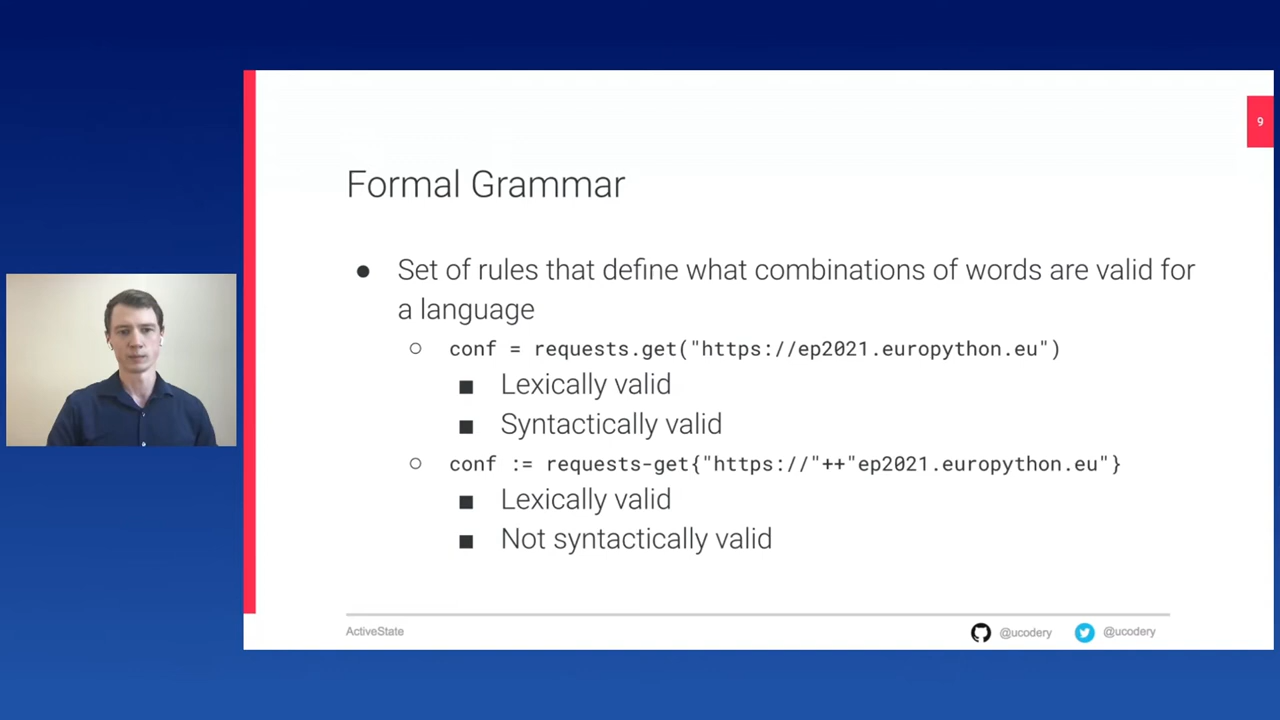 9
Formal Grammar
● Set of rules that define what combinations of words are valid for
a language
○ conf = requests.get("https://ep2021.europython.eu")
■ Lexically valid
■ Syntactically valid
○ conf := requests-get{"https://"++"ep2021.europython.eu"}
■ Lexically valid
■ Not syntactically valid
ActiveState @ucodery @ucodery